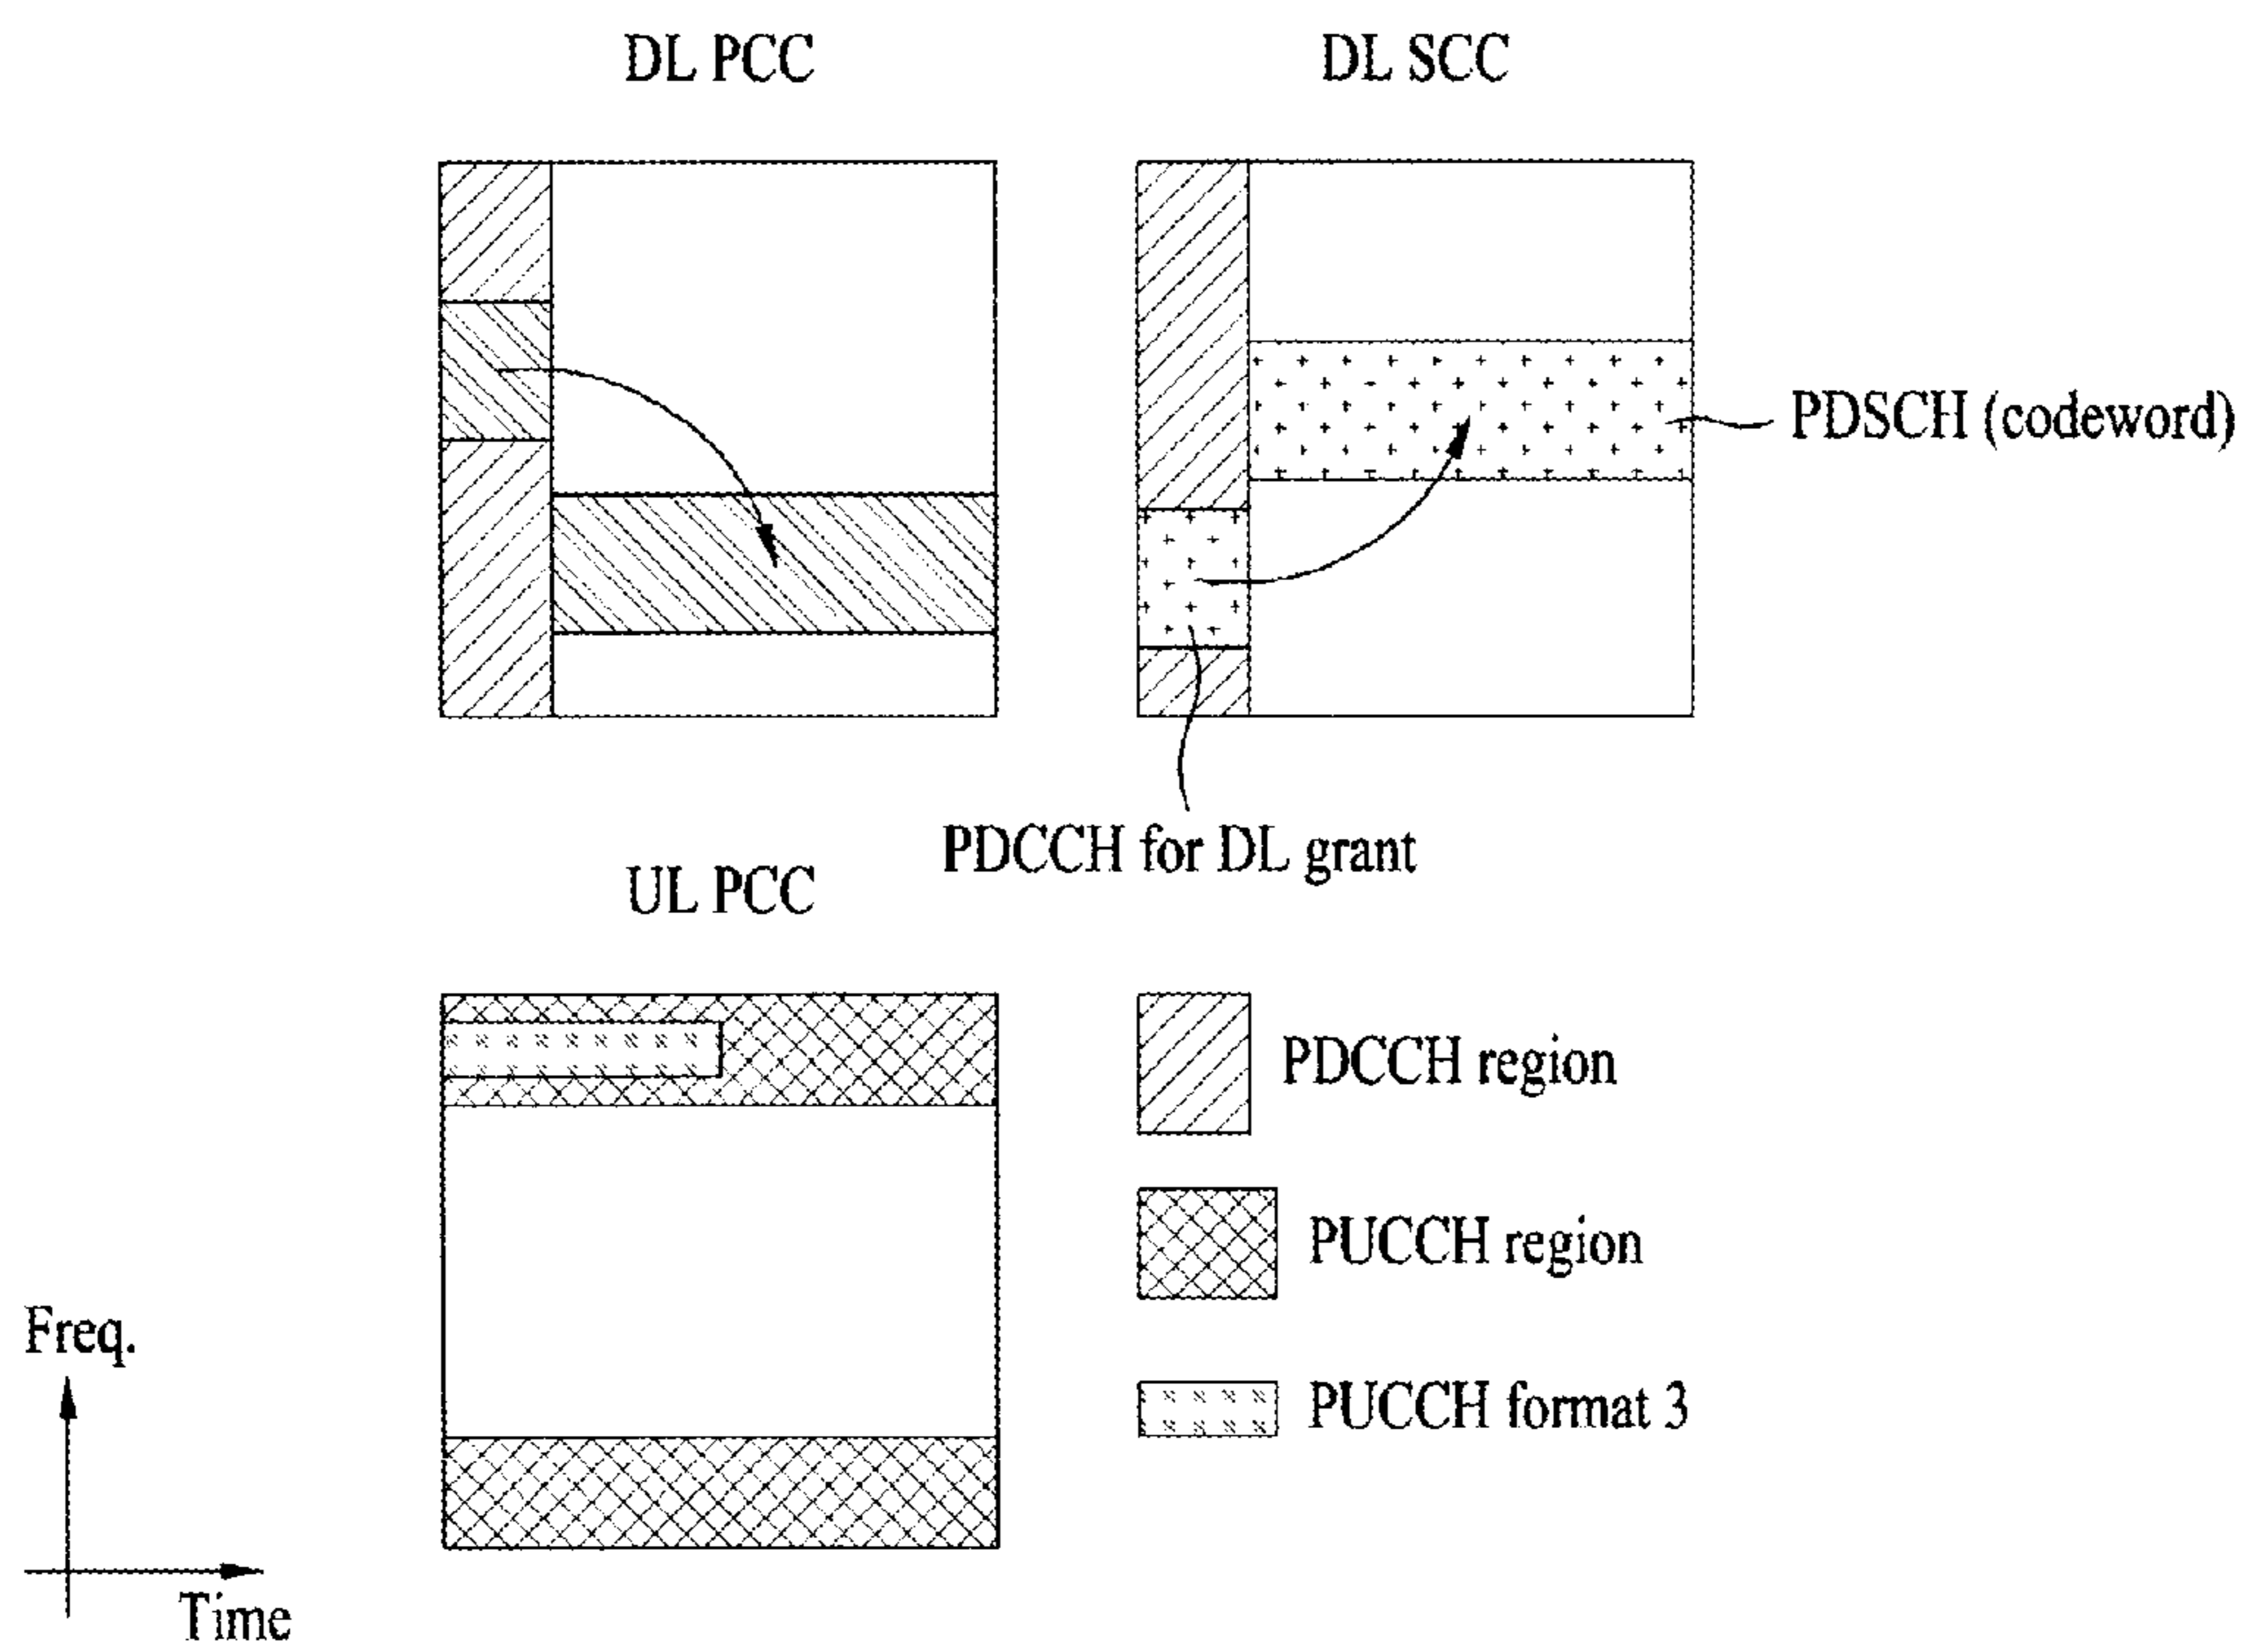 DL PCC
DL SCC
PDSCH (codeword)
PDCCH for DL grant
UL PCC
PDCCH region
PUCCH region
PUCCH format 3
Freq.
Time